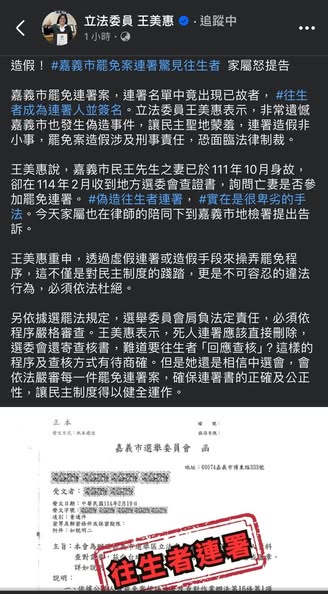 立法委員 王美惠 · 追蹤中
1 小時
造假！#嘉義市罷免案連署驚見往生者 家屬怒提告
嘉義市罷免連署案，連署名單中竟出現已故者，#往生
者成為連署人並簽名。立法委員王美惠表示，非常遺憾
嘉義市也發生偽造事件，讓民主聖地蒙羞，連署造假非
小事，罷免案造假涉及刑事責任，恐面臨法律制裁。
王美惠說，嘉義市民王先生之妻已於111年10月身故，
卻在114年2月收到地方選委會查證書，詢問亡妻是否參
加罷免連署。#偽造往生者連署，#實在是很卑劣的手
法。今天家屬也在律師的陪同下到嘉義市地檢署提出告
訴。
王美惠重申，透過虛假連署或造假手段來操弄罷免程
序，這不僅是對民主制度的踐踏，更是不可容忍的違法
行為，必須依法杜絕。
另依據選罷法規定，選舉委員會肩負法定責任，必須依
程序嚴格審查。王美惠表示，死人連署應該直接刪除，
選委會還寄查核書，難道要往生者「回應查核」？這樣的
程序及查核方式有待商確。但是她還是相信中選會，會
依法嚴審每一件罷免連署案，確保連署書的正確及公正
性，讓民主制度得以健全運作。
正本
嘉義市選舉委員會 函
地址：60074嘉義市博東路333號
受文者：
發文日期：中華民國114年2月19日
發文字號：
速別：普通件
密等及解密條件或保密期限：
附件：如說明二
主旨：
說明：
往生者連署